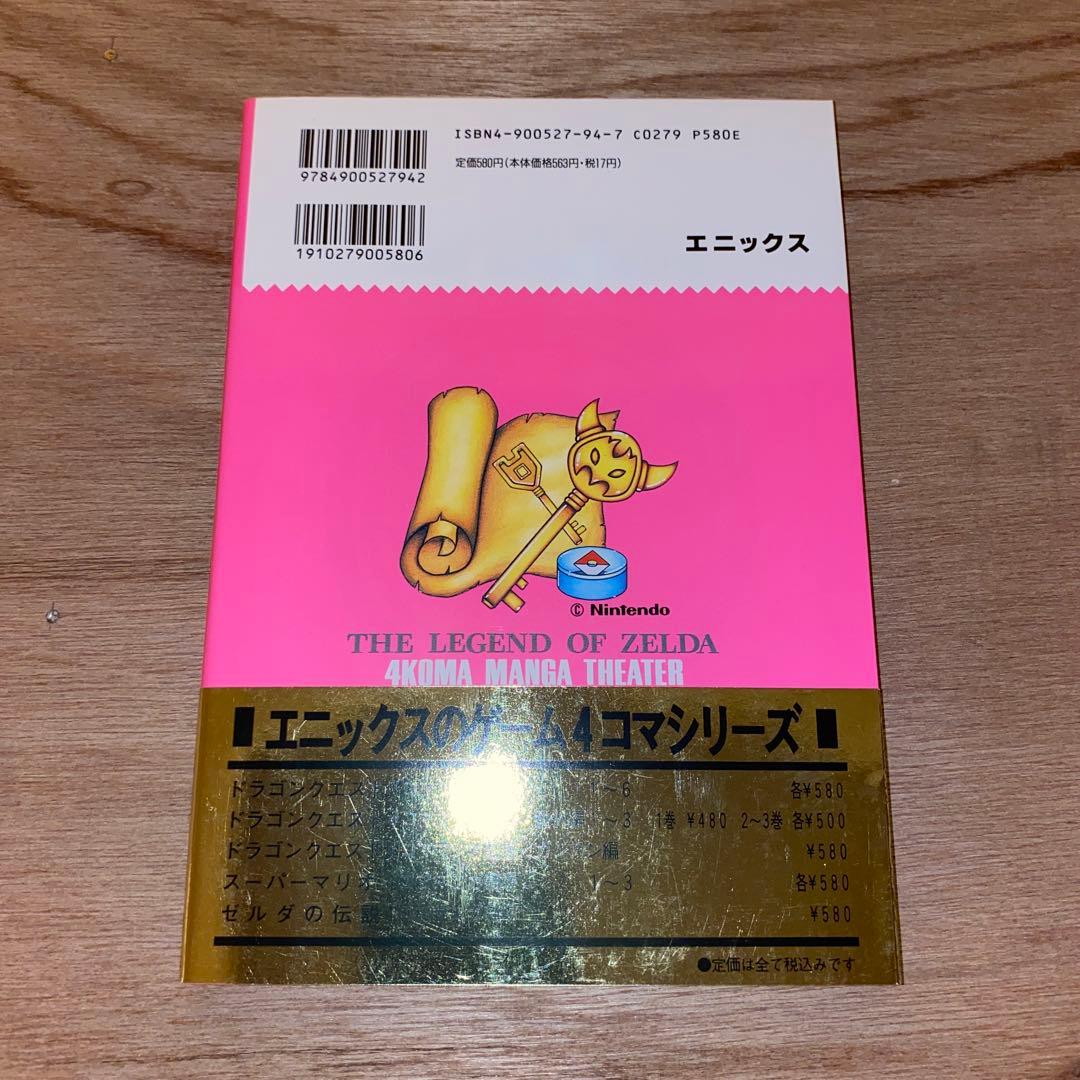 ISBN4-900527-94-7 C0279 P580E
定価580円(本体価格563円・税17円)
9784900527942
1910279005806
エニックス
© Nintendo
THE LEGEND OF ZELDA
4KOMA MANGA THEATER
■エニックスのゲーム4コマシリーズ■
ドラゴンクエス 1〜6 各¥580
ドラゴンクエス 〜3 1巻 ¥480 2〜3巻 各¥500
ドラゴンクエス ン編 ¥580
スーパーマリオ 1〜3 各¥580
ゼルダの伝説 ¥580
●定価は全て税込みです